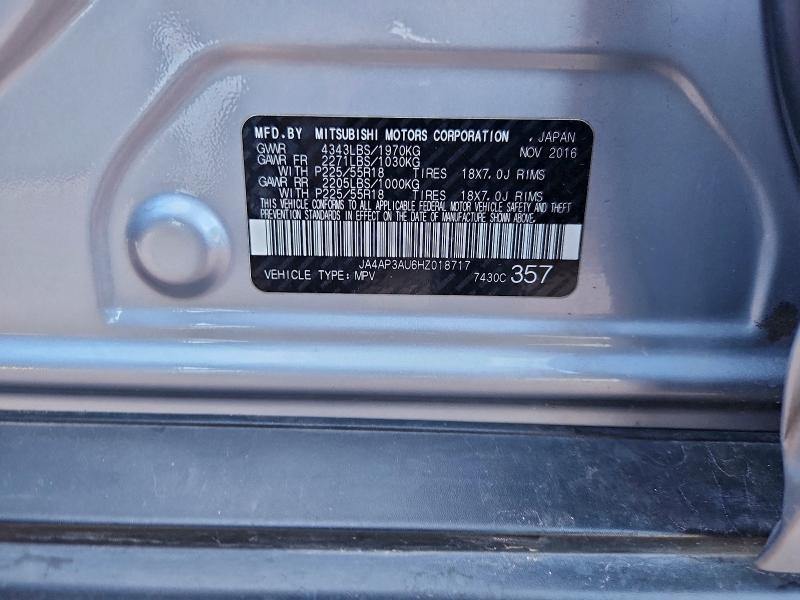 MFD.BY MITSUBISHI MOTORS CORPORATION , JAPAN
GVWR 4343LBS/1970KG NOV 2016
GAWR FR 2271LBS/1030KG
WITH P225/55R18 TIRES 18X7.0J RIMS
GAWR RR 2205LBS/1000KG
WITH P225/55R18 TIRES 18X7.0J RIMS
THIS VEHICLE CONFORMS TO ALL APPLICABLE FEDERAL MOTOR VEHICLE SAFETY AND THEFT
PREVENTION STANDARDS IN EFFECT ON THE DATE OF MANUFACTURE SHOWN ABOVE.
JA4AP3AU6HZ018717
VEHICLE TYPE:MPV 7430C 357